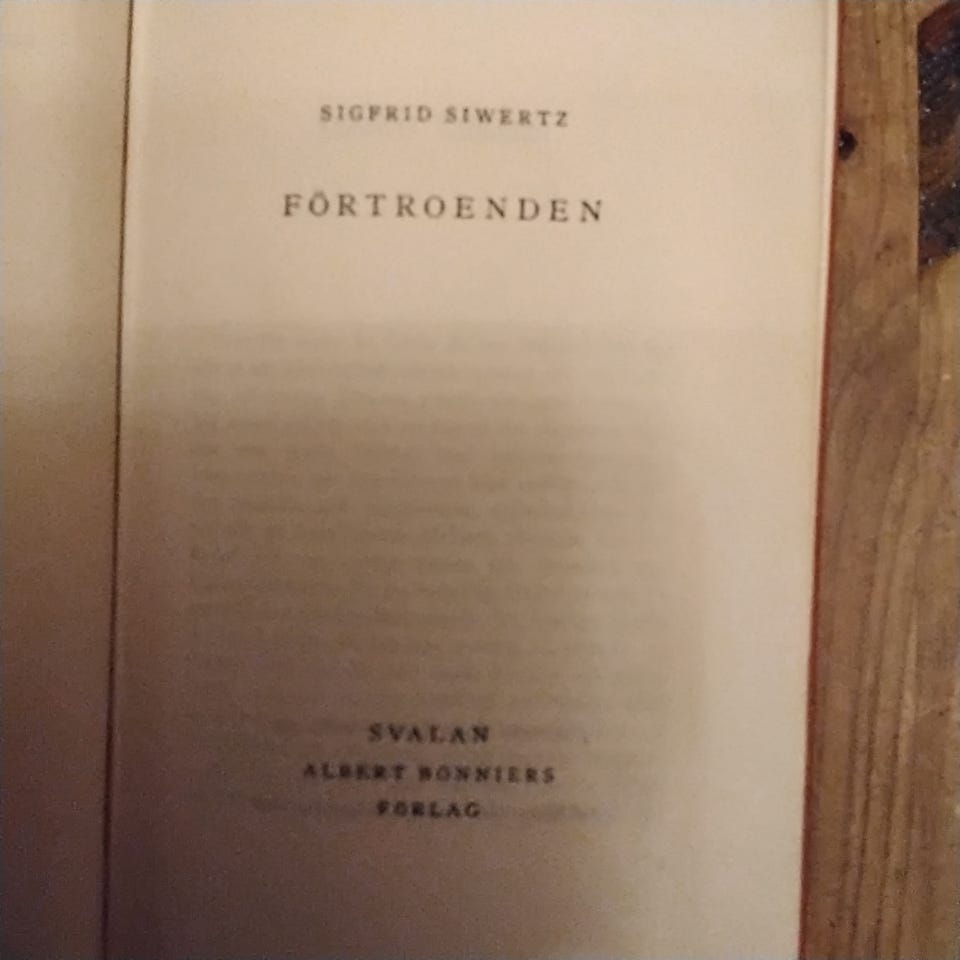 SIGFRID SIWERTZ
FÖRTROENDEN
SVALAN
ALBERT BONNIERS
FÖRLAG